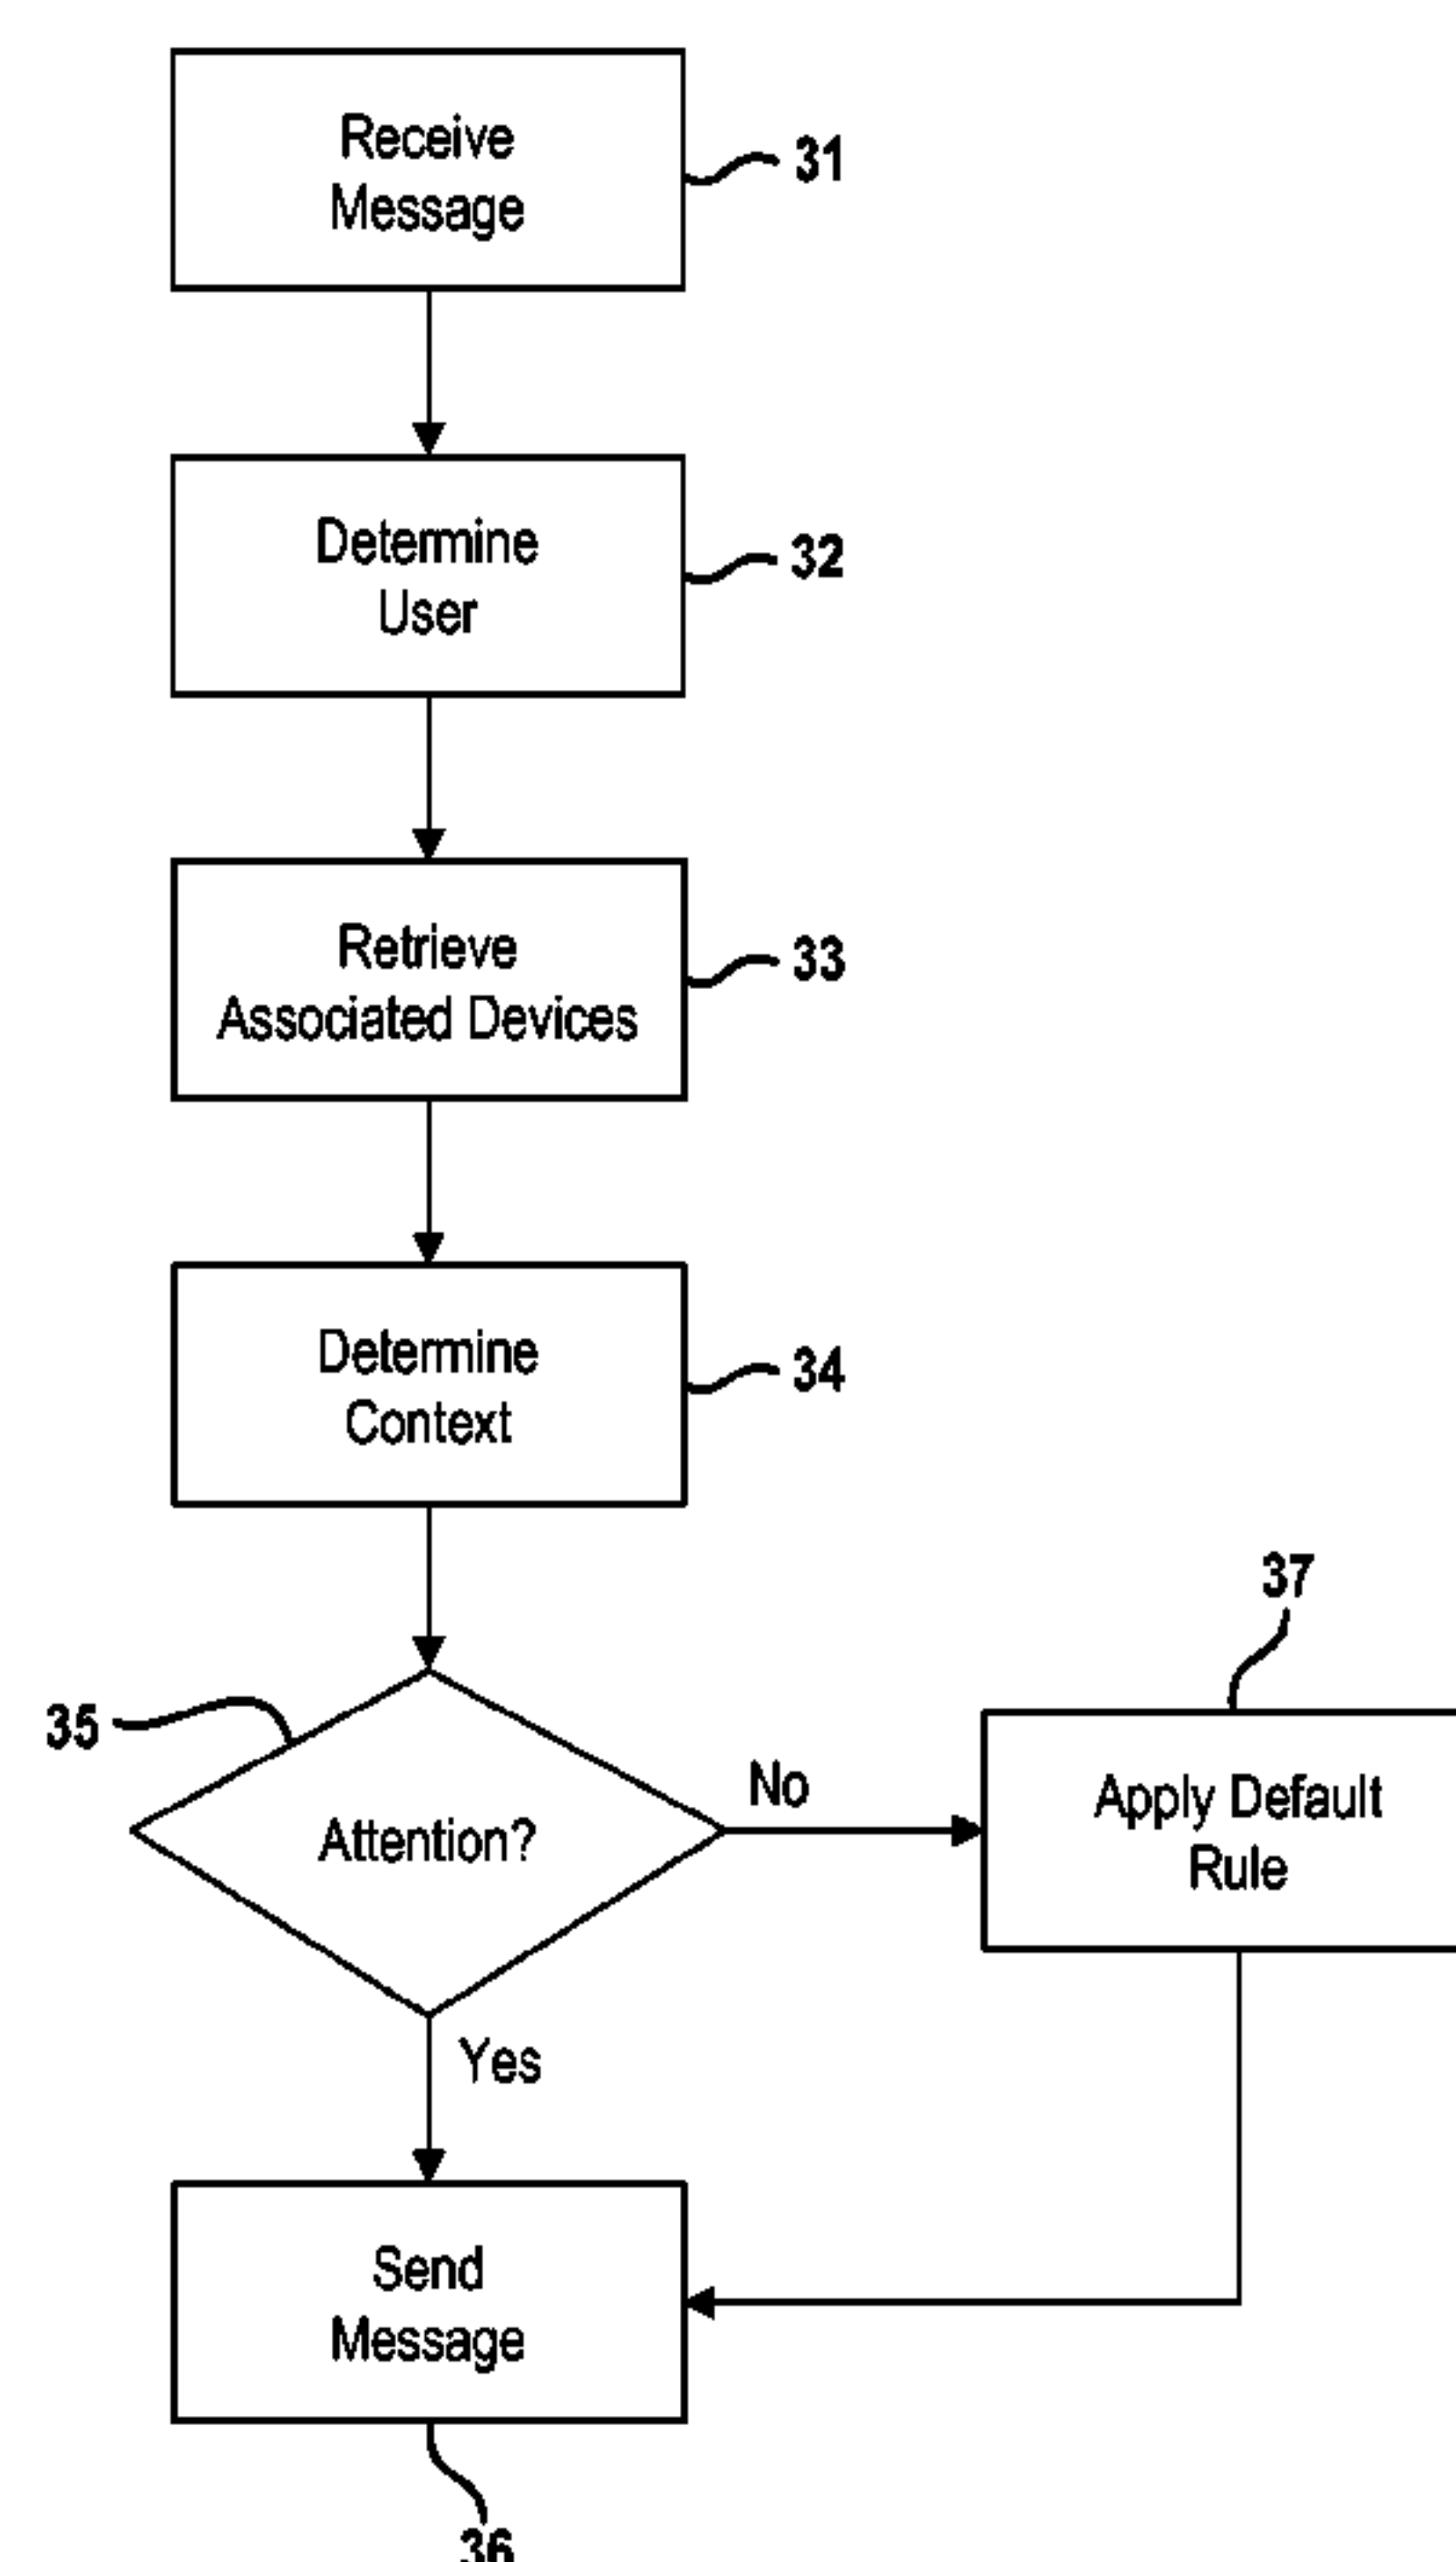 Receive
Message
31
Determine
User
32
Retrieve
Associated Devices
33
Determine
Context
34
35
Attention?
No
37
Apply Default
Rule
Yes
Send
Message
36